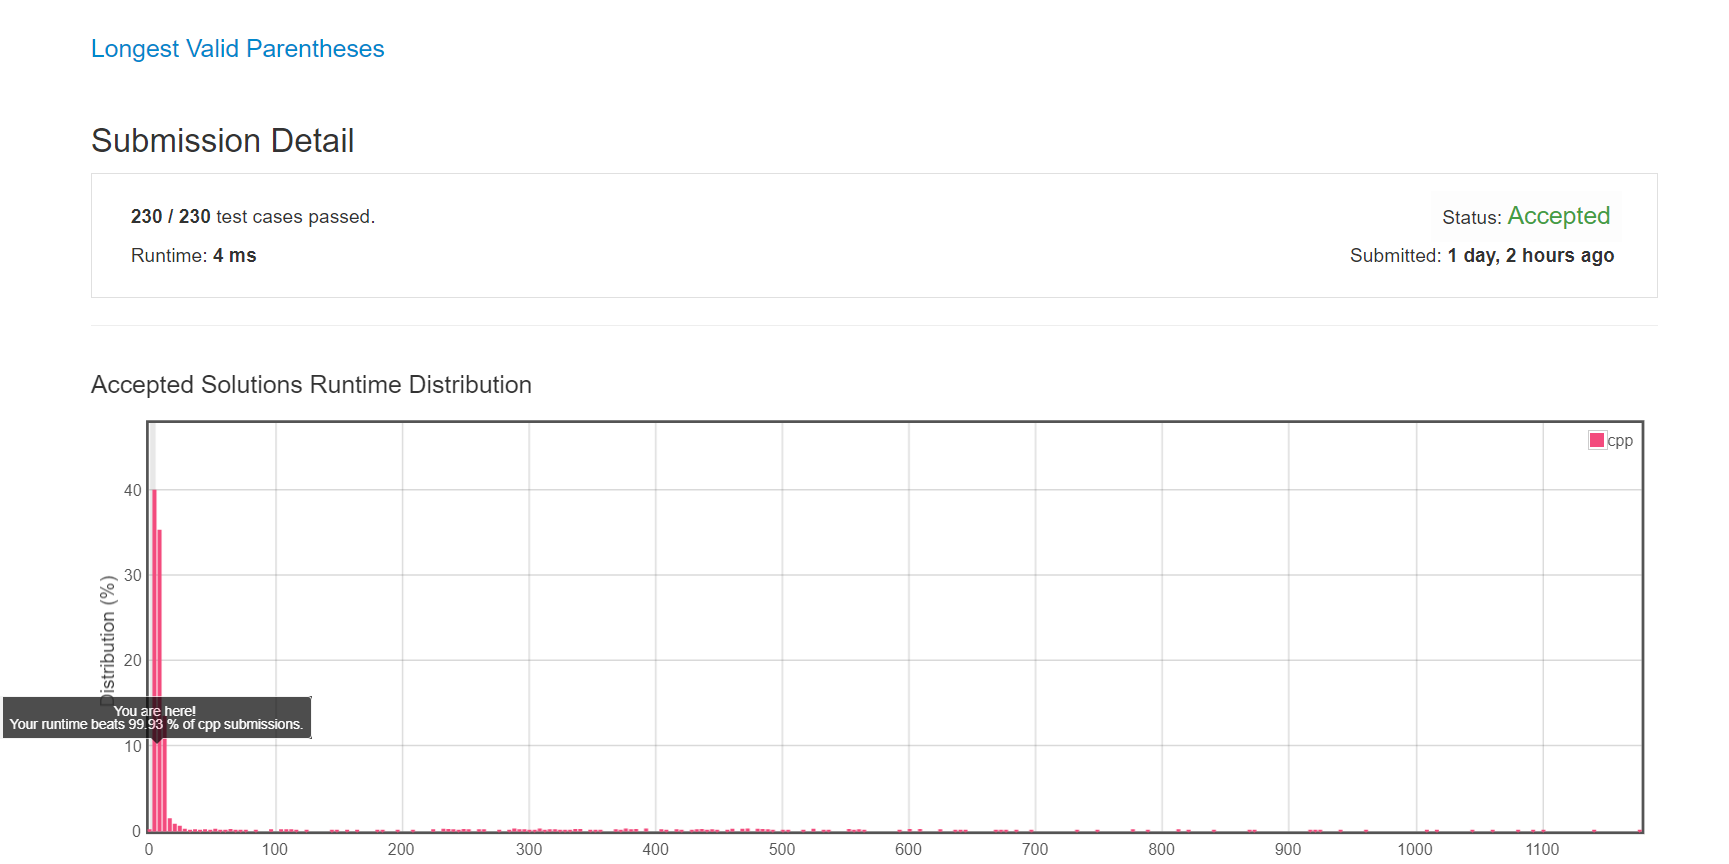 Longest Valid Parentheses
Submission Detail
230 / 230 test cases passed.
Status: Accepted
Runtime: 4 ms
Submitted: 1 day, 2 hours ago
Accepted Solutions Runtime Distribution
cpp
40
30
20
10
0
Distribution (%)
You are here!
Your runtime beats 99.93 % of cpp submissions.
0 100 200 300 400 500 600 700 800 900 1000 1100